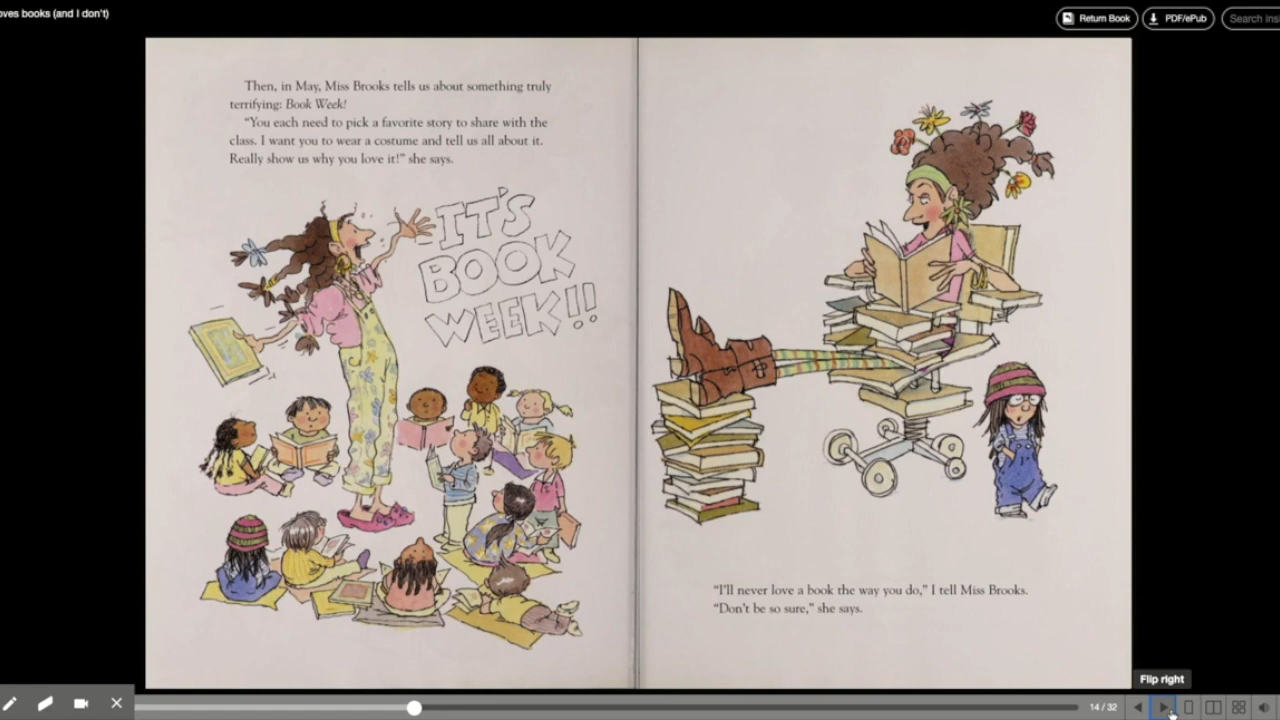 oves books (and I don't)
Return Book
PDF/ePub
Search ins
Then, in May, Miss Brooks tells us about something truly
terrifying: Book Week!
“You each need to pick a favorite story to share with the
class. I want you to wear a costume and tell us all about it.
Really show us why you love it!” she says.
IT'S
BOOK
WEEK!!
“I'll never love a book the way you do,” I tell Miss Brooks.
“Don't be so sure,” she says.
Flip right
14 / 32